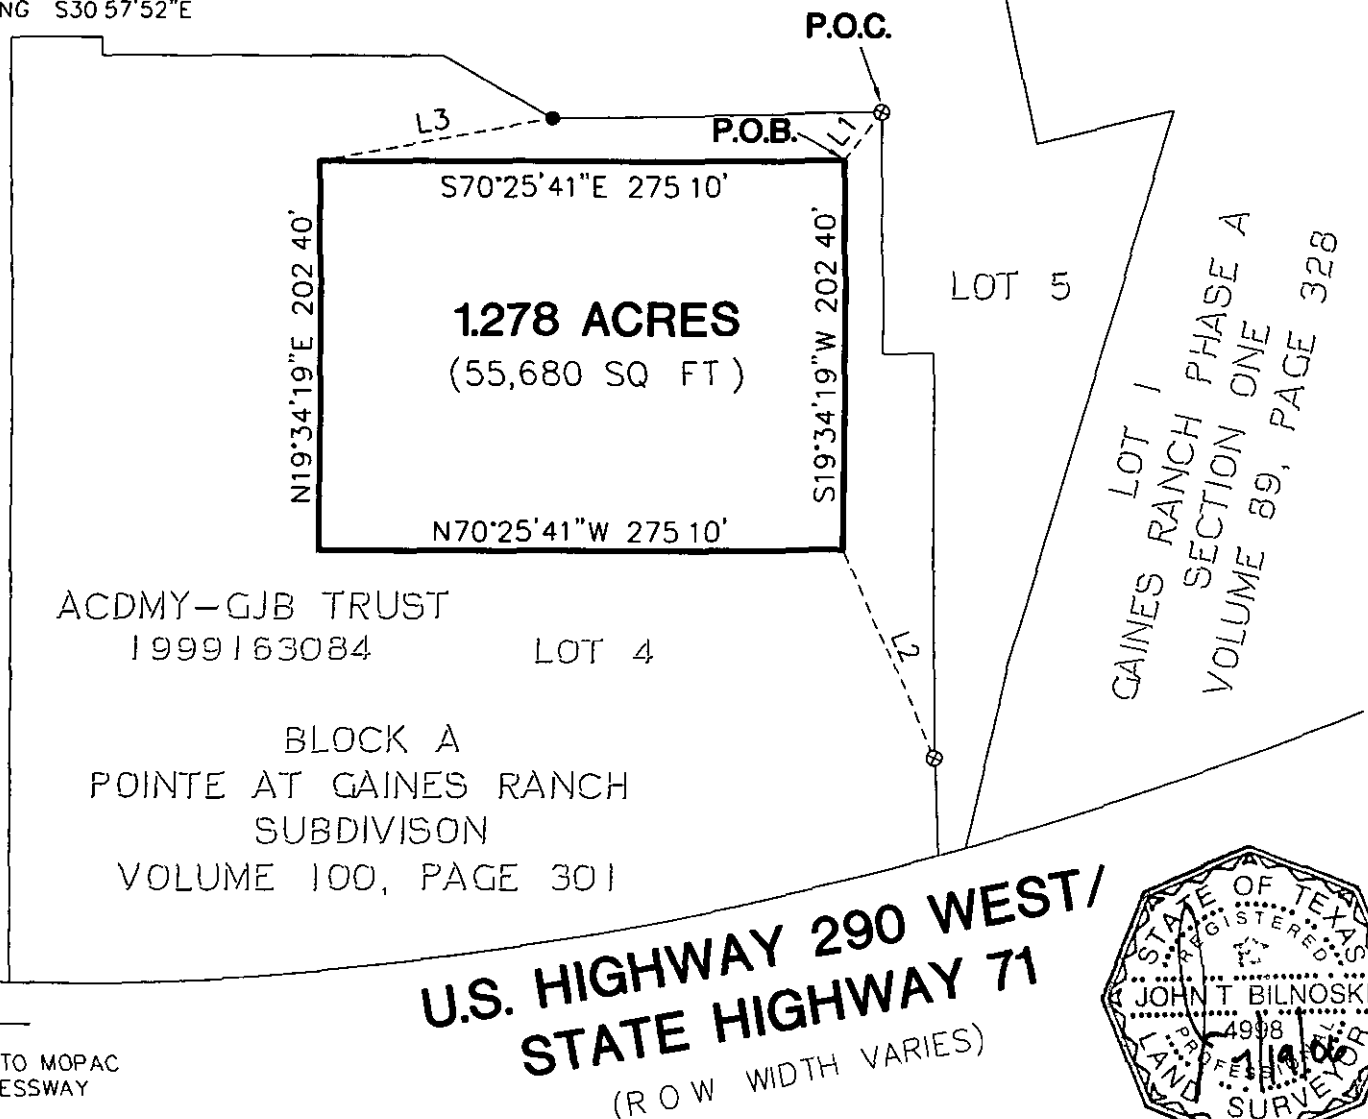 NG S30 57'52"E
P.O.C.
L3
P.O.B.
L1
S70°25'41"E 275 10'
N19°34'19"E 202 40'
S19°34'19"W 202 40'
1.278 ACRES
(55,680 SQ FT)
N70°25'41"W 275 10'
LOT 5
LOT 1
GAINES RANCH PHASE A
SECTION ONE
VOLUME 89, PAGE 328
ACDMY-GJB TRUST
1999163084
LOT 4
L2
BLOCK A
POINTE AT GAINES RANCH
SUBDIVISON
VOLUME 100, PAGE 301
U.S. HIGHWAY 290 WEST/
STATE HIGHWAY 71
(R O W WIDTH VARIES)
TO MOPAC
ESSWAY
STATE OF TEXAS
REGISTERED
JOHN T BILNOSKI
4998
PROFESSIONAL
LAND SURVEYOR